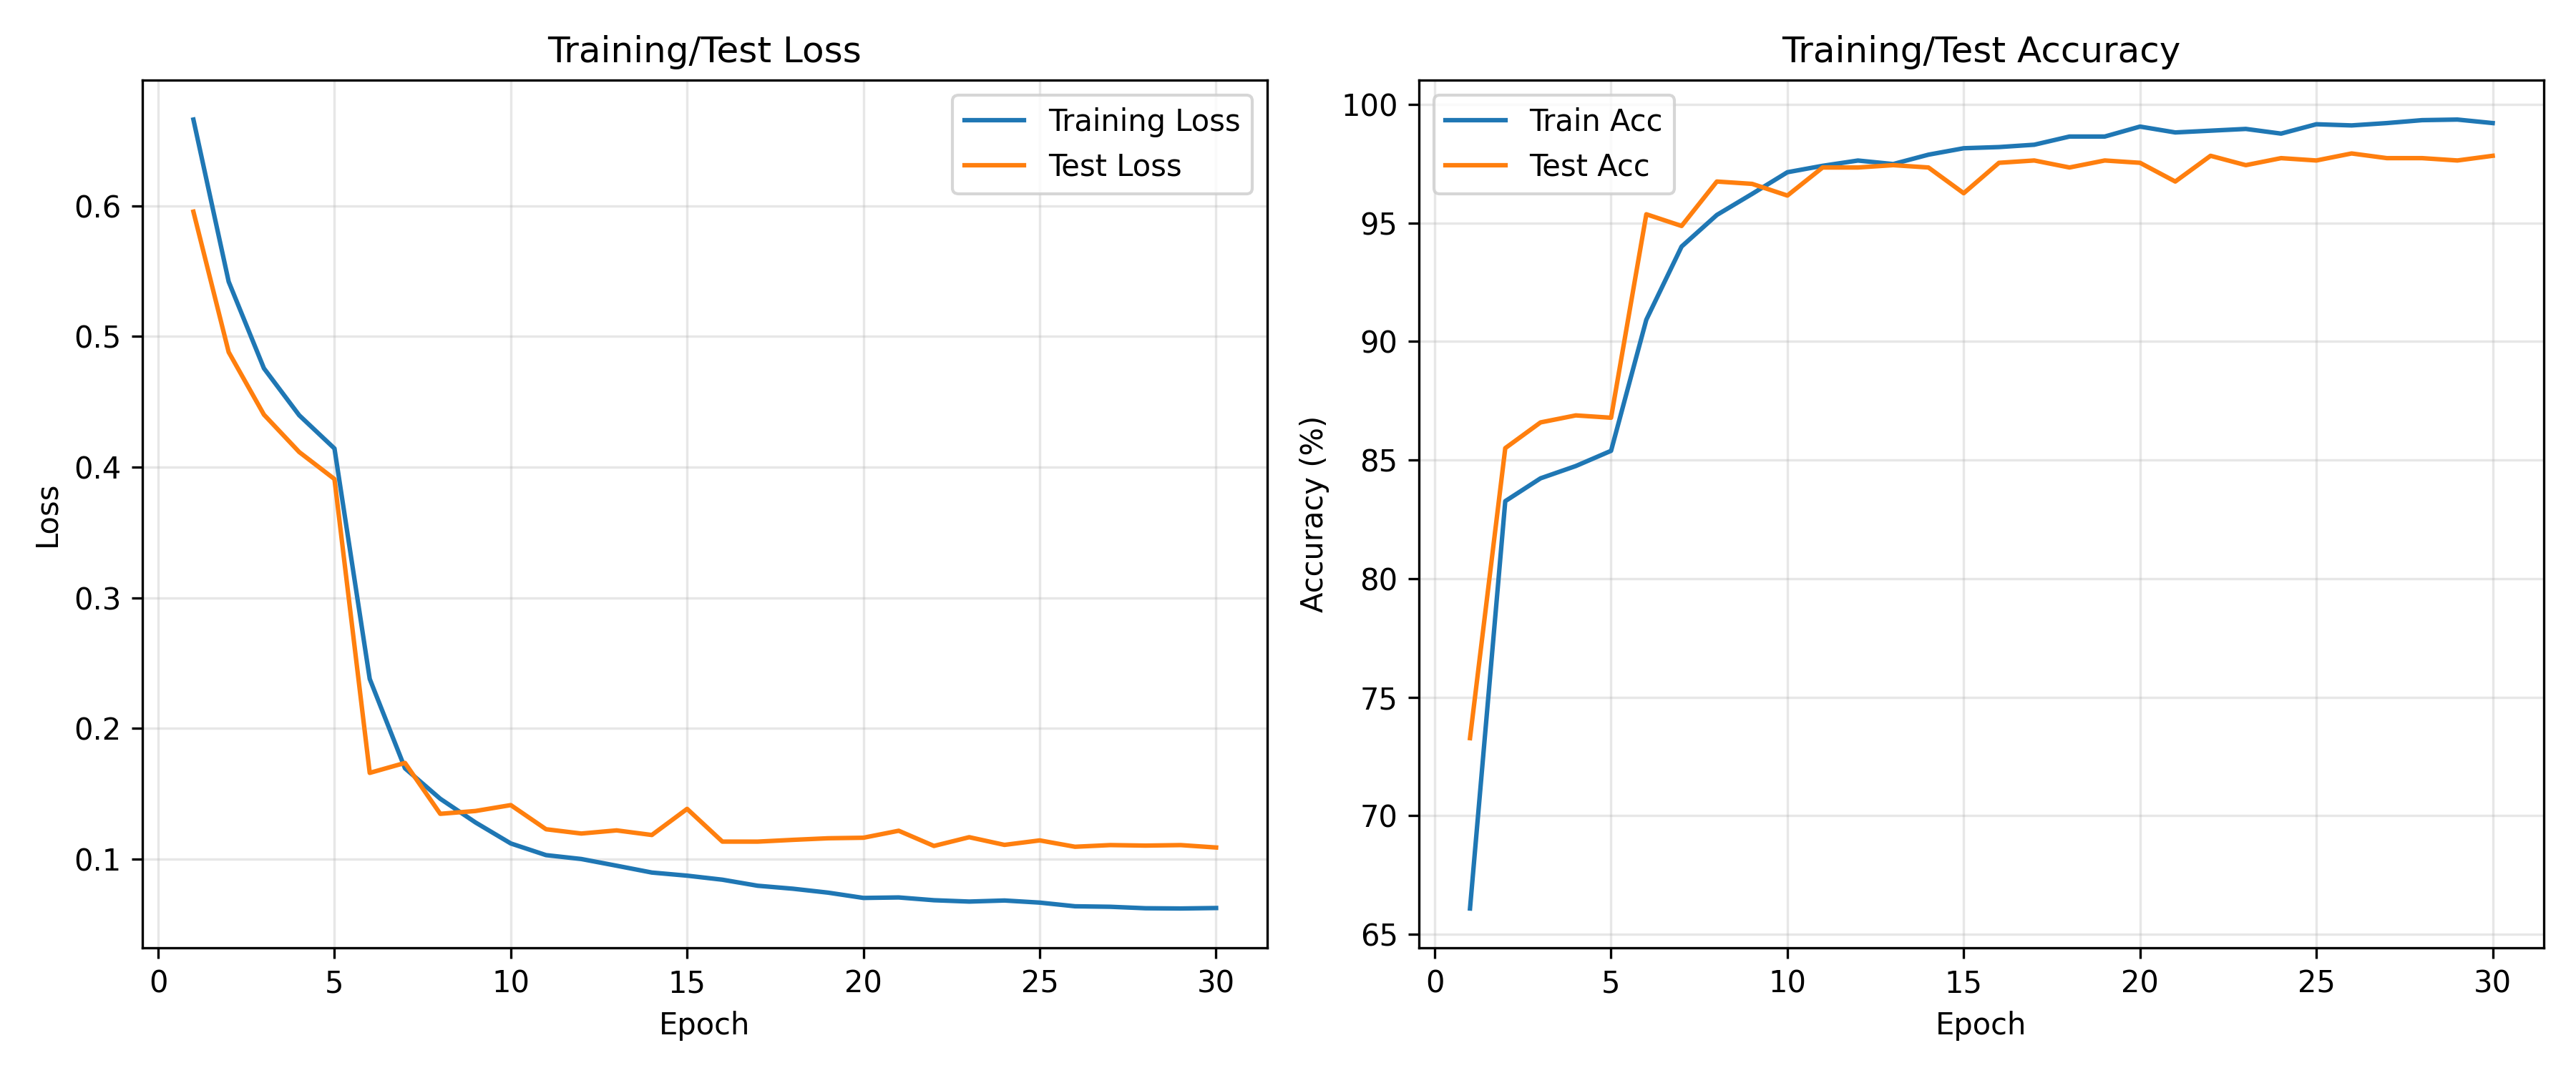 Training/Test Loss
Training Loss
Test Loss
0.6
0.5
0.4
0.3
0.2
0.1
Loss
0 5 10 15 20 25 30
Epoch
Training/Test Accuracy
Train Acc
Test Acc
100
95
90
85
80
75
70
65
Accuracy (%)
0 5 10 15 20 25 30
Epoch